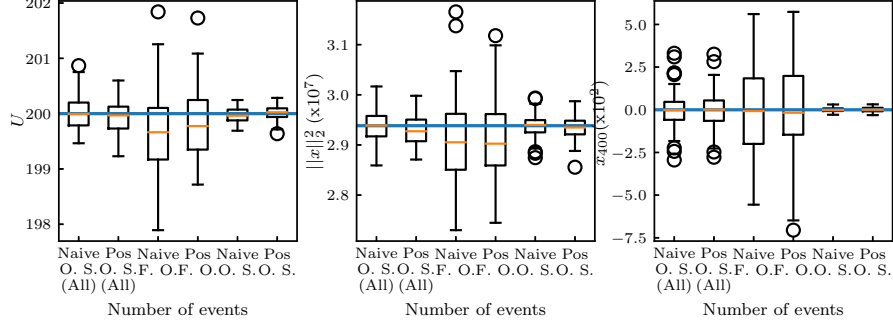 202
201
200
199
198
U
Naive Pos Naive Pos Naive Pos
O. S. O. S. F. O. F. O. O. S. O. S.
(All) (All)
Number of events
3.1
3.0
2.9
2.8
||x||²₂ (x10⁷)
Naive Pos Naive Pos Naive Pos
O. S. O. S. F. O. F. O. O. S. O. S.
(All) (All)
Number of events
5.0
2.5
0.0
−2.5
−5.0
−7.5
x₄₀₀(x10²)
Naive Pos Naive Pos Naive Pos
O. S. O. S. F. O. F. O. O. S. O. S.
(All) (All)
Number of events